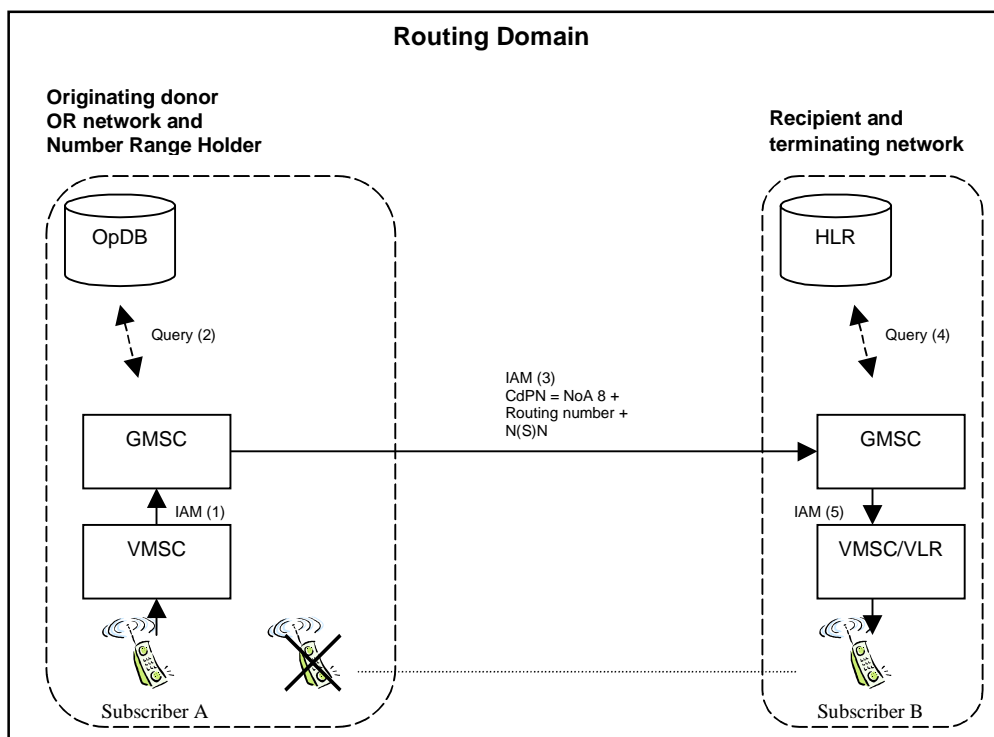 Routing Domain
Originating donor
OR network and
Number Range Holder
Recipient and
terminating network
OpDB
HLR
Query (2)
Query (4)
IAM (3)
CdPN = NoA 8 +
Routing number +
N(S)N
GMSC
GMSC
IAM (1)
IAM (5)
VMSC
VMSC/VLR
Subscriber A
Subscriber B